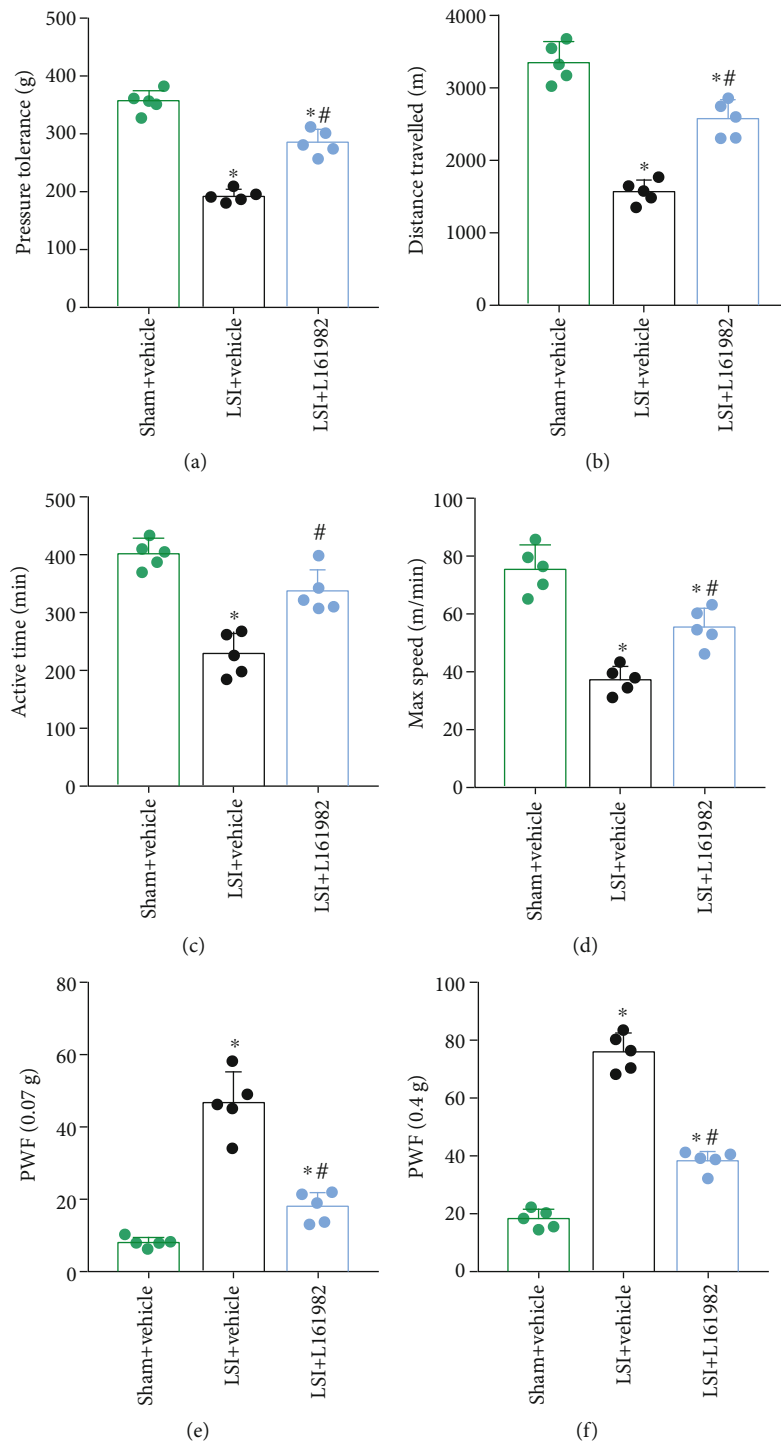 Pressure tolerance (g)
500
400
300
200
100
0
*
*#
Sham+vehicle
LSI+vehicle
LSI+L161982
(a)
Distance travelled (m)
4000
3000
2000
1000
0
*
*#
Sham+vehicle
LSI+vehicle
LSI+L161982
(b)
Active time (min)
500
400
300
200
100
0
*
#
Sham+vehicle
LSI+vehicle
LSI+L161982
(c)
Max speed (m/min)
100
80
60
40
20
0
*
*#
Sham+vehicle
LSI+vehicle
LSI+L161982
(d)
PWF (0.07 g)
80
60
40
20
0
*
*#
Sham+vehicle
LSI+vehicle
LSI+L161982
(e)
PWF (0.4 g)
100
80
60
40
20
0
*
*#
Sham+vehicle
LSI+vehicle
LSI+L161982
(f)